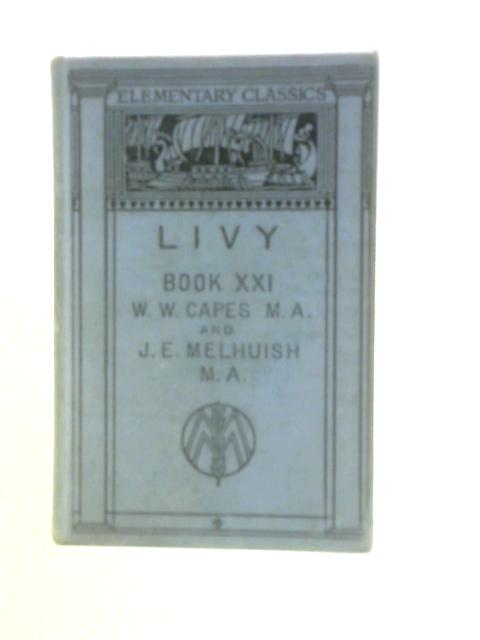 ELEMENTARY CLASSICS
LIVY
BOOK XXI
W. W. CAPES M. A.
AND
J. E. MELHUISH
M. A.